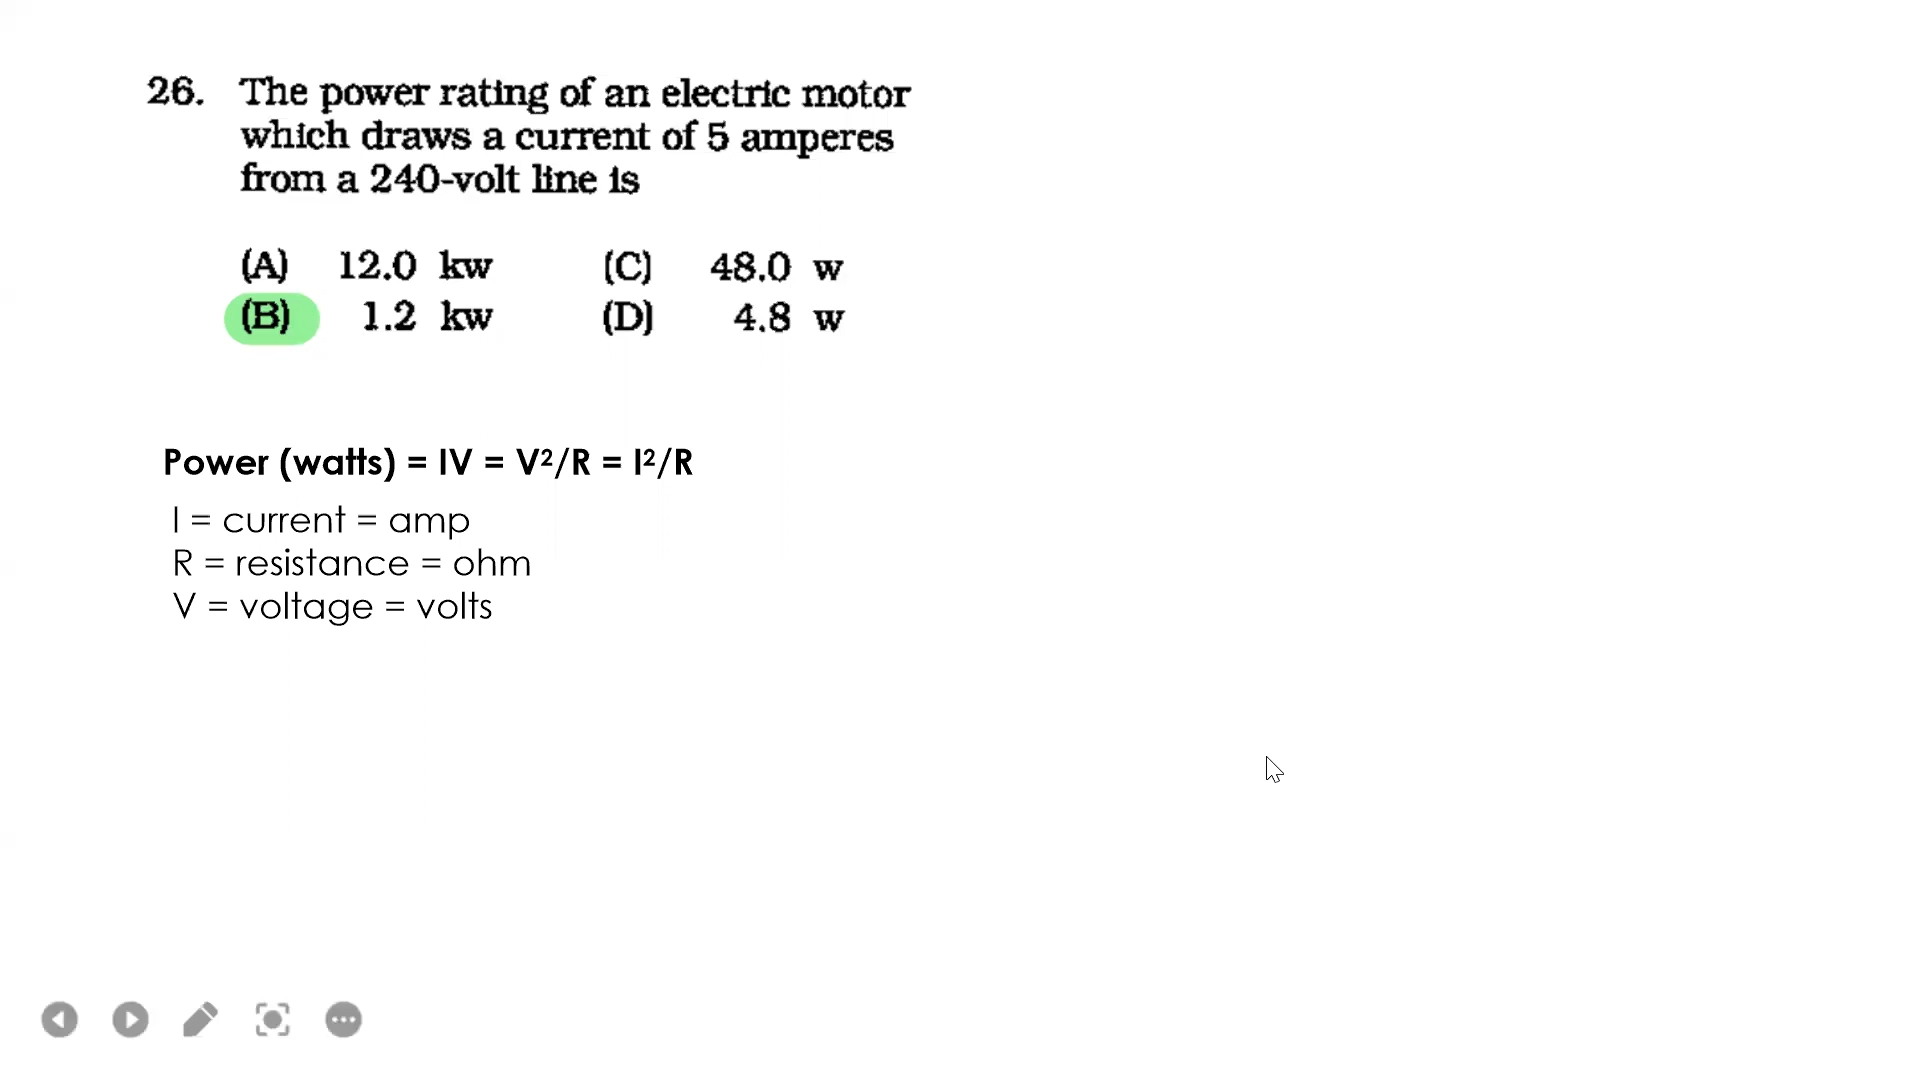 26. The power rating of an electric motor
which draws a current of 5 amperes
from a 240-volt line is
(A) 12.0 kw (C) 48.0 w
(B) 1.2 kw (D) 4.8 w
Power (watts) = IV = V²/R = I²/R
I = current = amp
R = resistance = ohm
V = voltage = volts